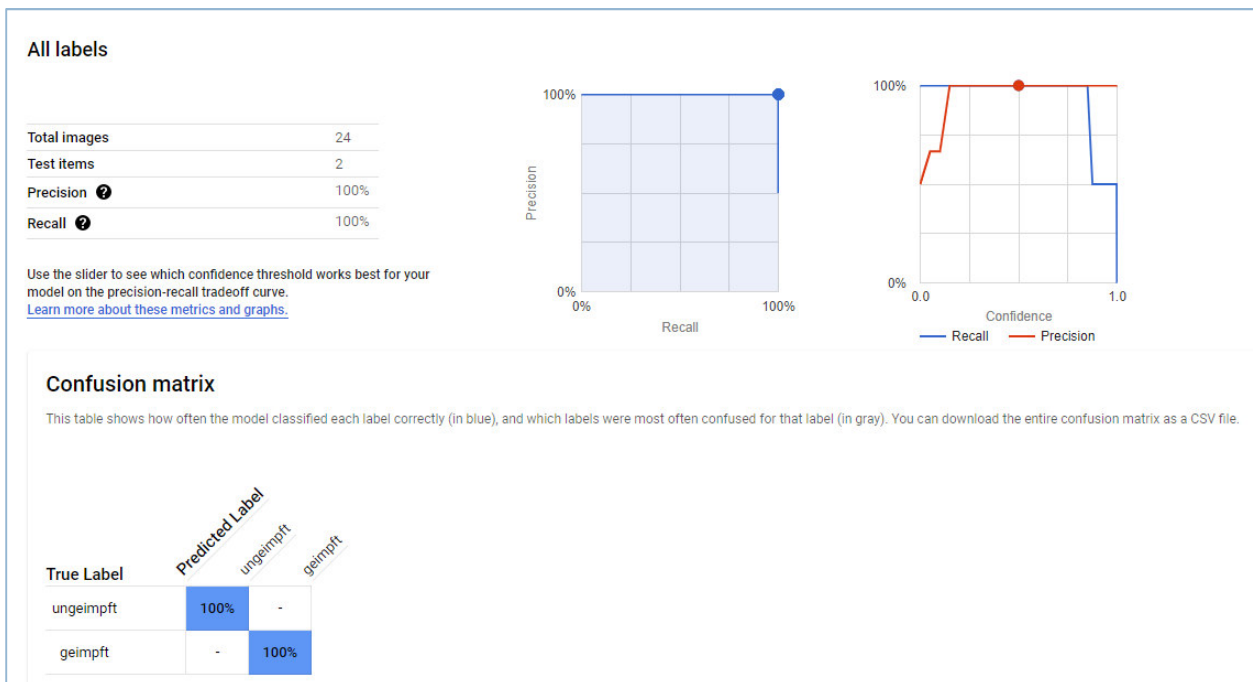 All labels
Total images 24
Test items 2
Precision ? 100%
Recall ? 100%
Use the slider to see which confidence threshold works best for your
model on the precision-recall tradeoff curve.
Learn more about these metrics and graphs.
100%
Precision
0%
0% 100%
Recall
100%
0%
0.0 1.0
Confidence
Recall Precision
Confusion matrix
This table shows how often the model classified each label correctly (in blue), and which labels were most often confused for that label (in gray). You can download the entire confusion matrix as a CSV file.
True Label
Predicted Label
ungeimpft
geimpft
ungeimpft 100% -
geimpft - 100%